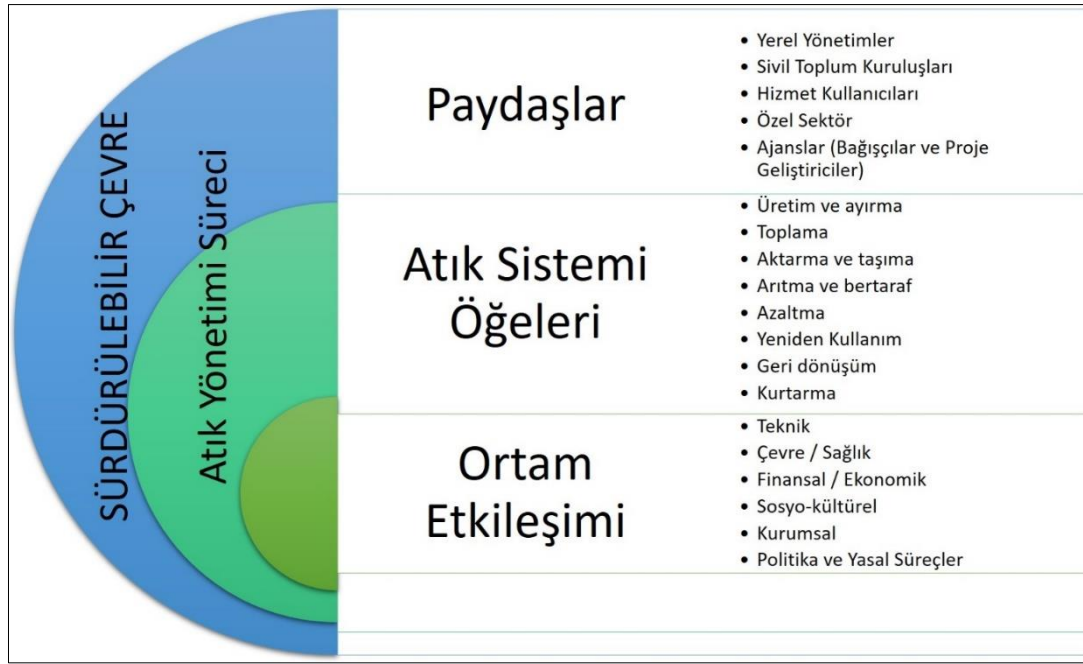 SÜRDÜRÜLEBİLİR ÇEVRE
Atık Yönetimi Süreci
Paydaşlar
• Yerel Yönetimler
• Sivil Toplum Kuruluşları
• Hizmet Kullanıcıları
• Özel Sektör
• Ajanslar (Bağışçılar ve Proje
Geliştiriciler)
Atık Sistemi
Öğeleri
• Üretim ve ayırma
• Toplama
• Aktarma ve taşıma
• Arıtma ve bertaraf
• Azaltma
• Yeniden Kullanım
• Geri dönüşüm
• Kurtarma
Ortam
Etkileşimi
• Teknik
• Çevre / Sağlık
• Finansal / Ekonomik
• Sosyo-kültürel
• Kurumsal
• Politika ve Yasal Süreçler